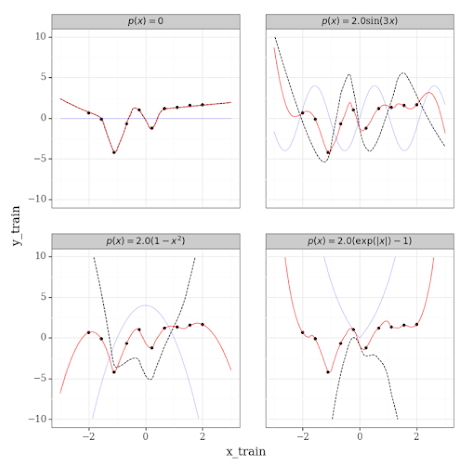 p(x) = 0
p(x) = 2.0sin(3x)
10
5
0
−5
−10
y_train
p(x) = 2.0(1 − x²)
p(x) = 2.0(exp(|x|) − 1)
10
5
0
−5
−10
−2 0 2 −2 0 2
x_train